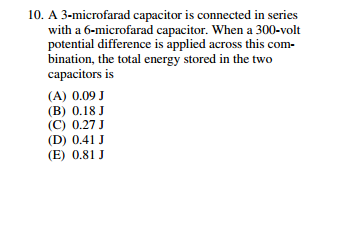 10. A 3-microfarad capacitor is connected in series
with a 6-microfarad capacitor. When a 300-volt
potential difference is applied across this com-
bination, the total energy stored in the two
capacitors is
(A) 0.09 J
(B) 0.18 J
(C) 0.27 J
(D) 0.41 J
(E) 0.81 J